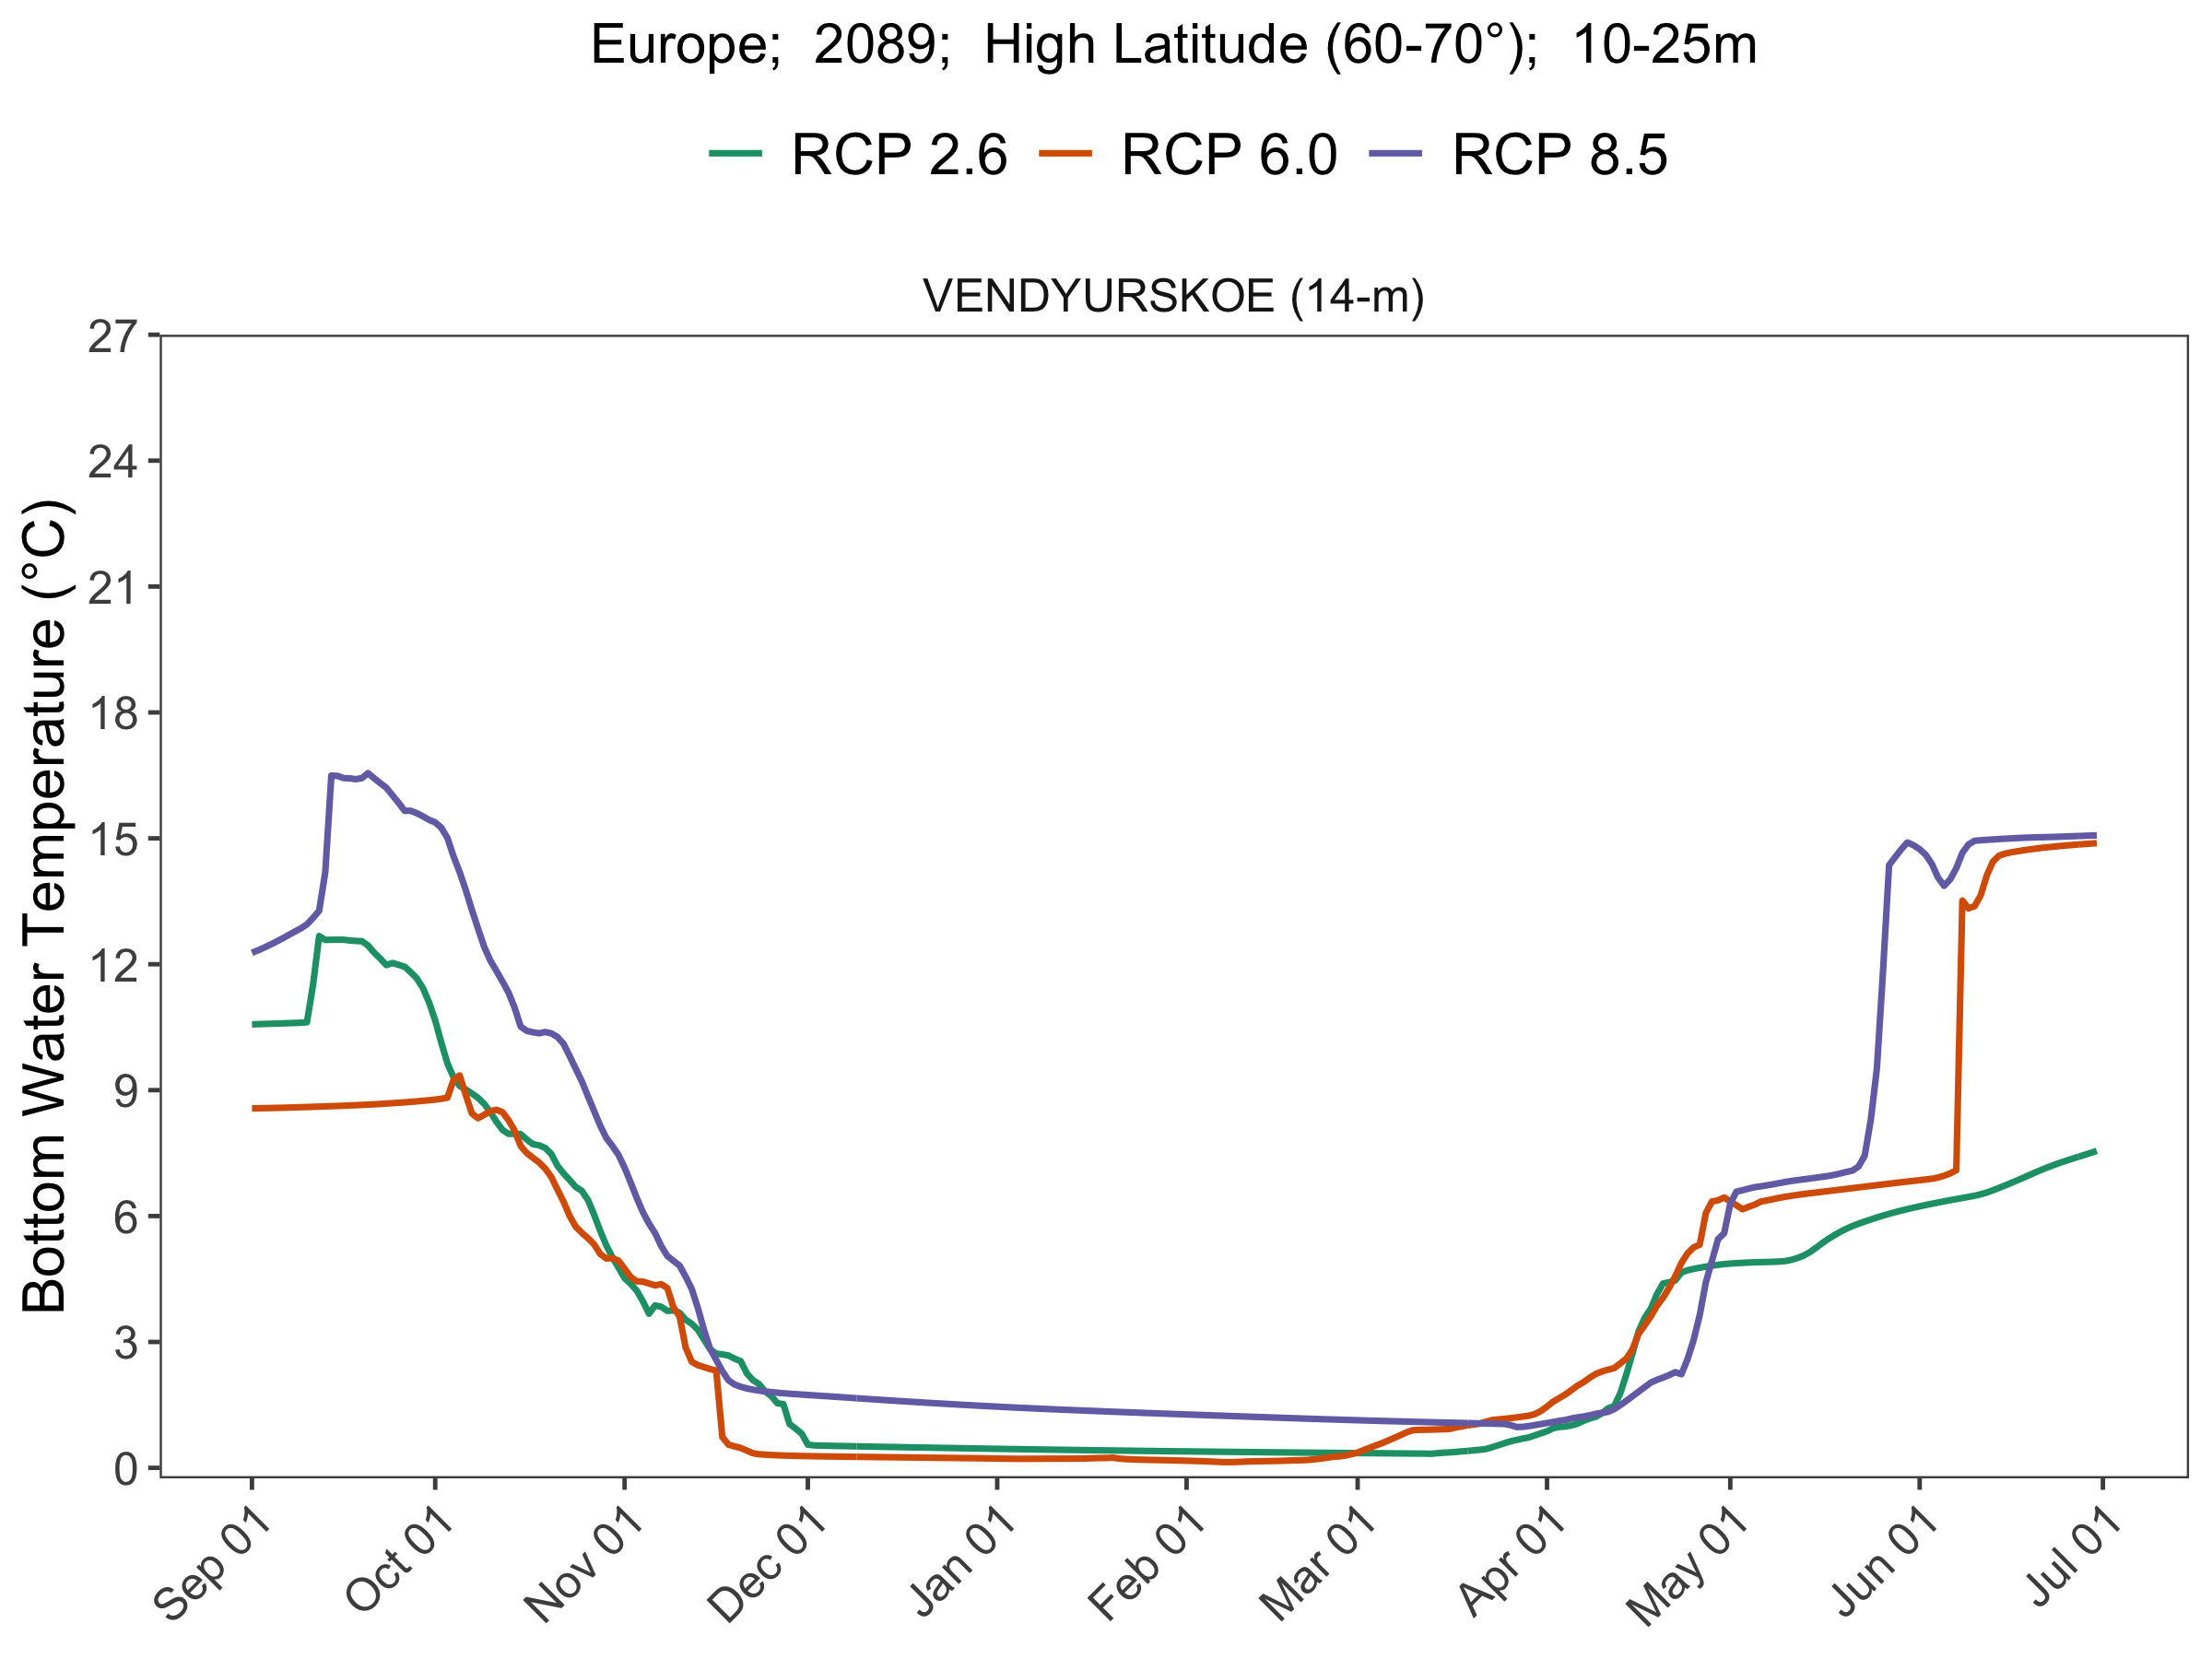 Europe;  2089;  High Latitude (60-70°);  10-25m
RCP 2.6  RCP 6.0  RCP 8.5
VENDYURSKOE (14-m)
Bottom Water Temperature (°C)
27
24
21
18
15
12
9
6
3
0
Sep 01  Oct 01  Nov 01  Dec 01  Jan 01  Feb 01  Mar 01  Apr 01  May 01  Jun 01  Jul 01